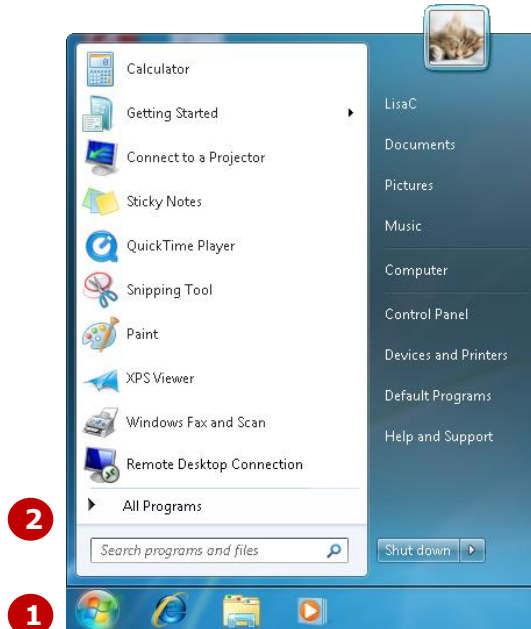 Calculator
Getting Started
Connect to a Projector
Sticky Notes
QuickTime Player
Snipping Tool
Paint
XPS Viewer
Windows Fax and Scan
Remote Desktop Connection
All Programs
Search programs and files
LisaC
Documents
Pictures
Music
Computer
Control Panel
Devices and Printers
Default Programs
Help and Support
Shut down
2
1